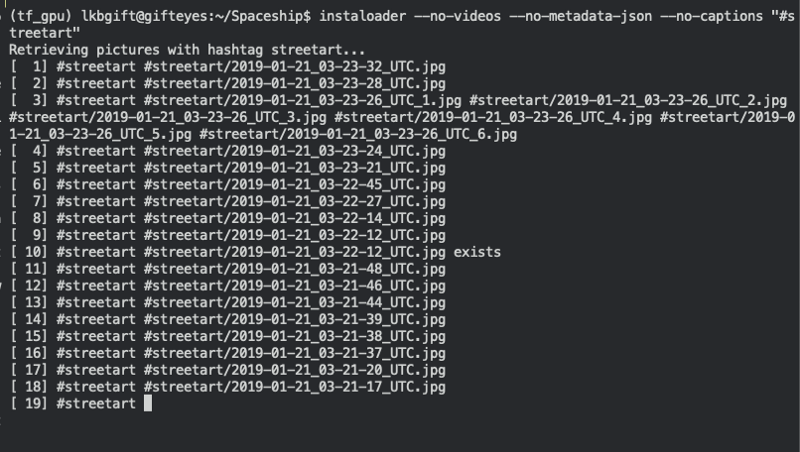 (tf_gpu) lkbgift@gifteyes:~/Spaceship$ instaloader --no-videos --no-metadata-json --no-captions "#s
treetart"
Retrieving pictures with hashtag streetart...
[  1] #streetart #streetart/2019-01-21_03-23-32_UTC.jpg
[  2] #streetart #streetart/2019-01-21_03-23-28_UTC.jpg
[  3] #streetart #streetart/2019-01-21_03-23-26_UTC_1.jpg #streetart/2019-01-21_03-23-26_UTC_2.jpg
#streetart/2019-01-21_03-23-26_UTC_3.jpg #streetart/2019-01-21_03-23-26_UTC_4.jpg #streetart/2019-0
1-21_03-23-26_UTC_5.jpg #streetart/2019-01-21_03-23-26_UTC_6.jpg
[  4] #streetart #streetart/2019-01-21_03-23-24_UTC.jpg
[  5] #streetart #streetart/2019-01-21_03-23-21_UTC.jpg
[  6] #streetart #streetart/2019-01-21_03-22-45_UTC.jpg
[  7] #streetart #streetart/2019-01-21_03-22-27_UTC.jpg
[  8] #streetart #streetart/2019-01-21_03-22-14_UTC.jpg
[  9] #streetart #streetart/2019-01-21_03-22-12_UTC.jpg
[ 10] #streetart #streetart/2019-01-21_03-22-12_UTC.jpg exists
[ 11] #streetart #streetart/2019-01-21_03-21-48_UTC.jpg
[ 12] #streetart #streetart/2019-01-21_03-21-46_UTC.jpg
[ 13] #streetart #streetart/2019-01-21_03-21-44_UTC.jpg
[ 14] #streetart #streetart/2019-01-21_03-21-39_UTC.jpg
[ 15] #streetart #streetart/2019-01-21_03-21-38_UTC.jpg
[ 16] #streetart #streetart/2019-01-21_03-21-37_UTC.jpg
[ 17] #streetart #streetart/2019-01-21_03-21-20_UTC.jpg
[ 18] #streetart #streetart/2019-01-21_03-21-17_UTC.jpg
[ 19] #streetart